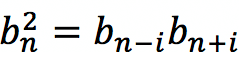 $b_n^2 = b_{n-i}b_{n+i}$